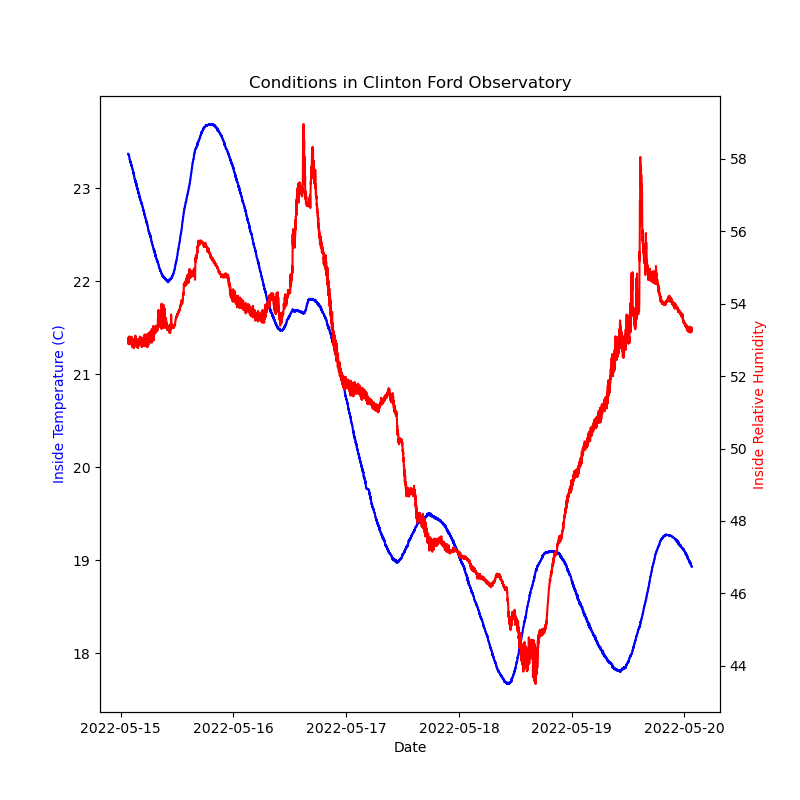 Conditions in Clinton Ford Observatory
23
22
21
20
19
18
Inside Temperature (C)
58
56
54
52
50
48
46
44
Inside Relative Humidity
2022-05-15 2022-05-16 2022-05-17 2022-05-18 2022-05-19 2022-05-20
Date